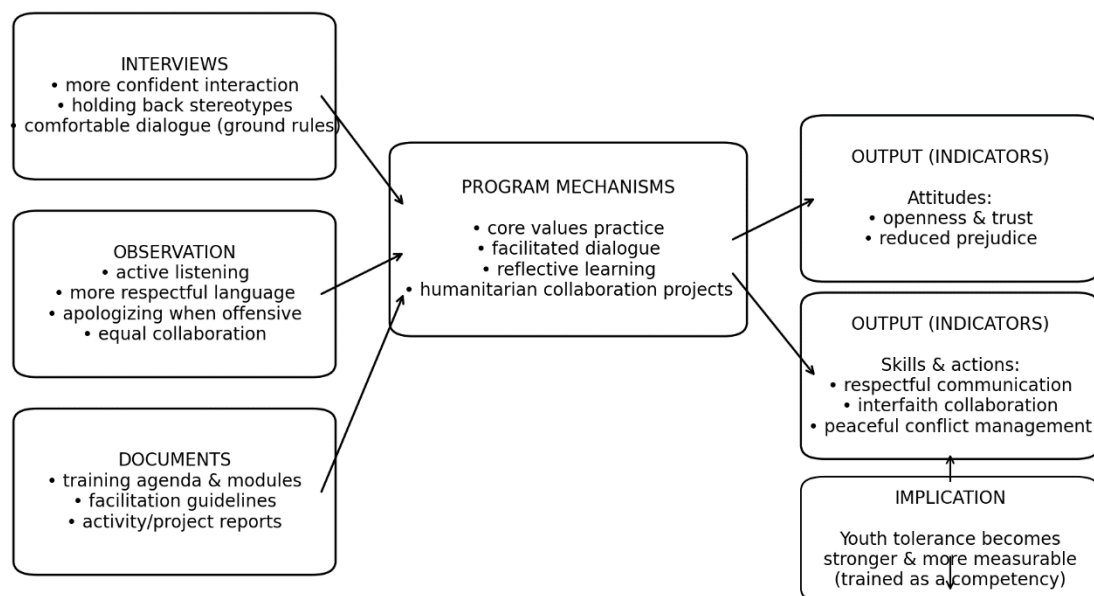 INTERVIEWS
• more confident interaction
• holding back stereotypes
• comfortable dialogue (ground rules)
OBSERVATION
• active listening
• more respectful language
• apologizing when offensive
• equal collaboration
DOCUMENTS
• training agenda & modules
• facilitation guidelines
• activity/project reports
PROGRAM MECHANISMS
• core values practice
• facilitated dialogue
• reflective learning
• humanitarian collaboration projects
OUTPUT (INDICATORS)
Attitudes:
• openness & trust
• reduced prejudice
OUTPUT (INDICATORS)
Skills & actions:
• respectful communication
• interfaith collaboration
• peaceful conflict management
IMPLICATION
Youth tolerance becomes
stronger & more measurable
(trained as a competency)